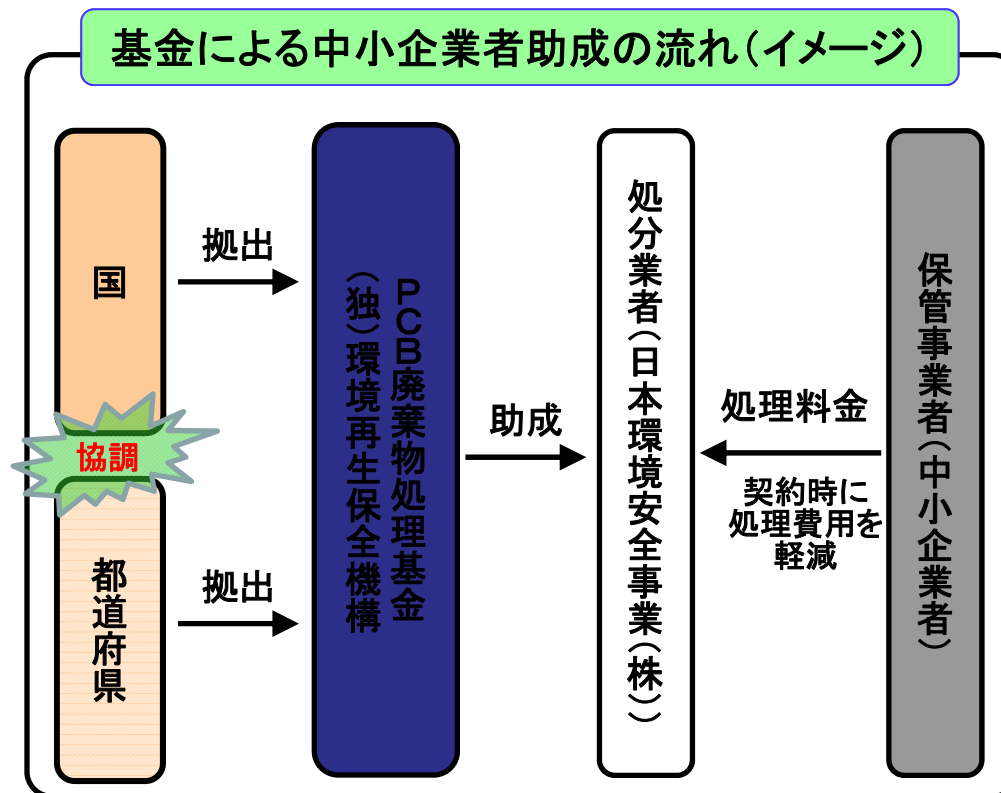 基金による中小企業者助成の流れ(イメージ)
国
協調
都道府県
拠出
拠出
PCB廃棄物処理基金
(独)環境再生保全機構
助成
処分業者(日本環境安全事業(株))
処理料金
契約時に
処理費用を
軽減
保管事業者(中小企業者)